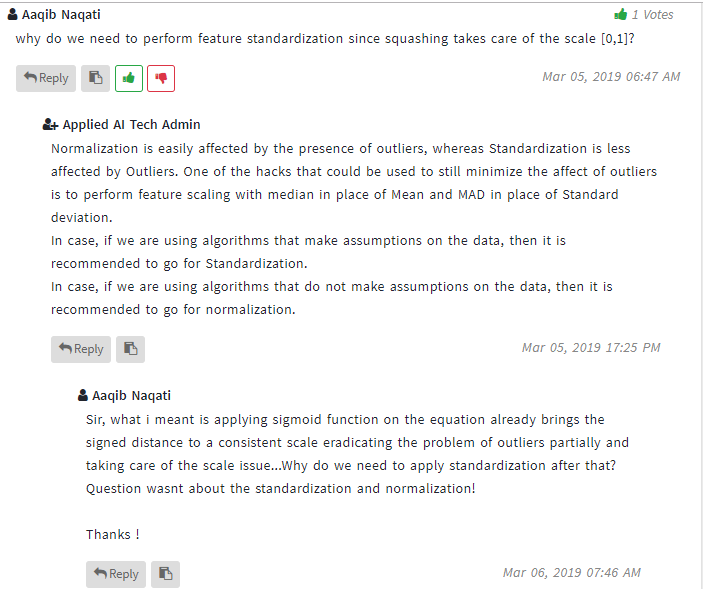 Aaqib Naqati
1 Votes
why do we need to perform feature standardization since squashing takes care of the scale [0,1]?
Reply
Mar 05, 2019 06:47 AM
Applied AI Tech Admin
Normalization is easily affected by the presence of outliers, whereas Standardization is less
affected by Outliers. One of the hacks that could be used to still minimize the affect of outliers
is to perform feature scaling with median in place of Mean and MAD in place of Standard
deviation.
In case, if we are using algorithms that make assumptions on the data, then it is
recommended to go for Standardization.
In case, if we are using algorithms that do not make assumptions on the data, then it is
recommended to go for normalization.
Reply
Mar 05, 2019 17:25 PM
Aaqib Naqati
Sir, what i meant is applying sigmoid function on the equation already brings the
signed distance to a consistent scale eradicating the problem of outliers partially and
taking care of the scale issue...Why do we need to apply standardization after that?
Question wasnt about the standardization and normalization!
Thanks !
Reply
Mar 06, 2019 07:46 AM